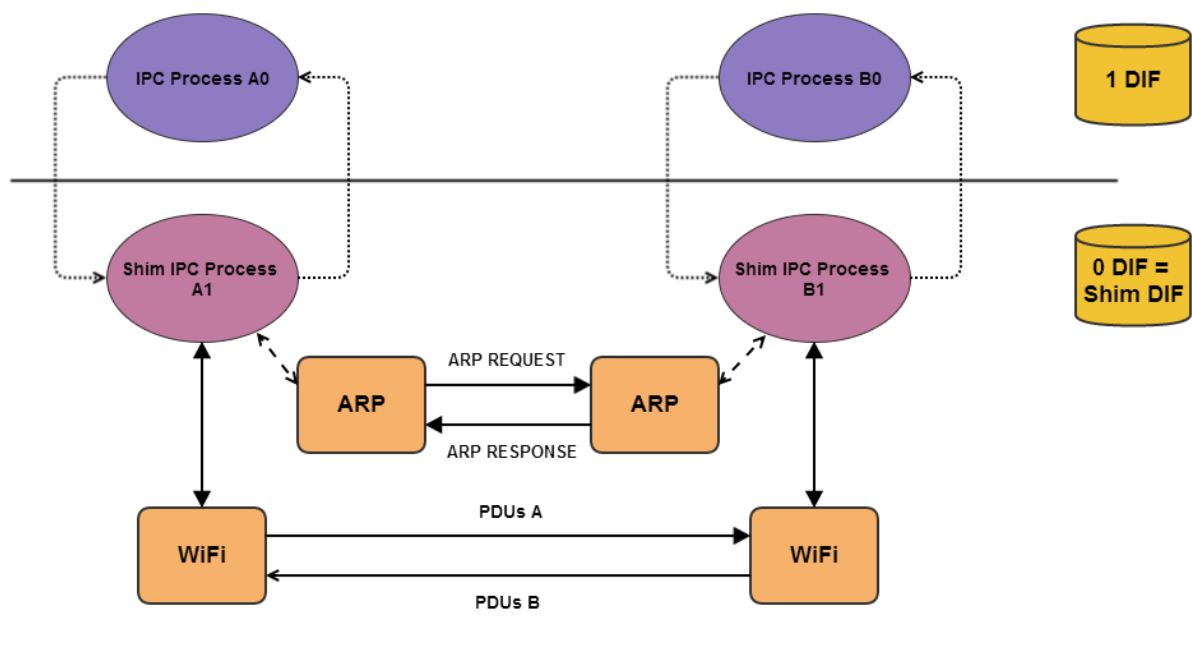 IPC Process A0
IPC Process B0
1 DIF
Shim IPC Process
A1
Shim IPC Process
B1
0 DIF =
Shim DIF
ARP REQUEST
ARP
ARP
ARP RESPONSE
PDUs A
WiFi
WiFi
PDUs B